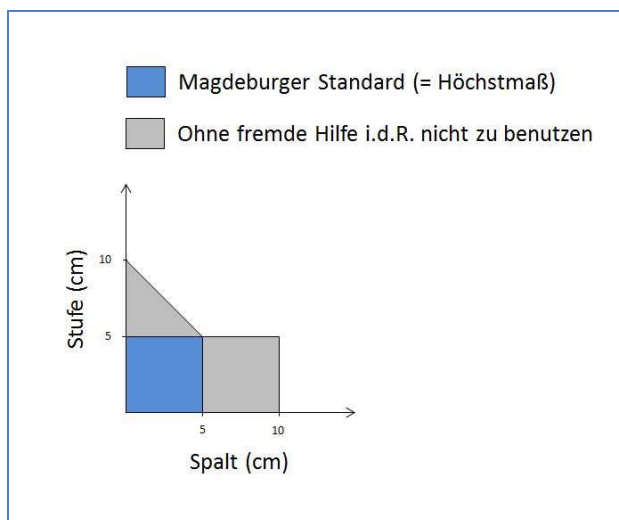 Magdeburger Standard (= Höchstmaß)
Ohne fremde Hilfe i.d.R. nicht zu benutzen
Stufe (cm)
10
5
5
10
Spalt (cm)